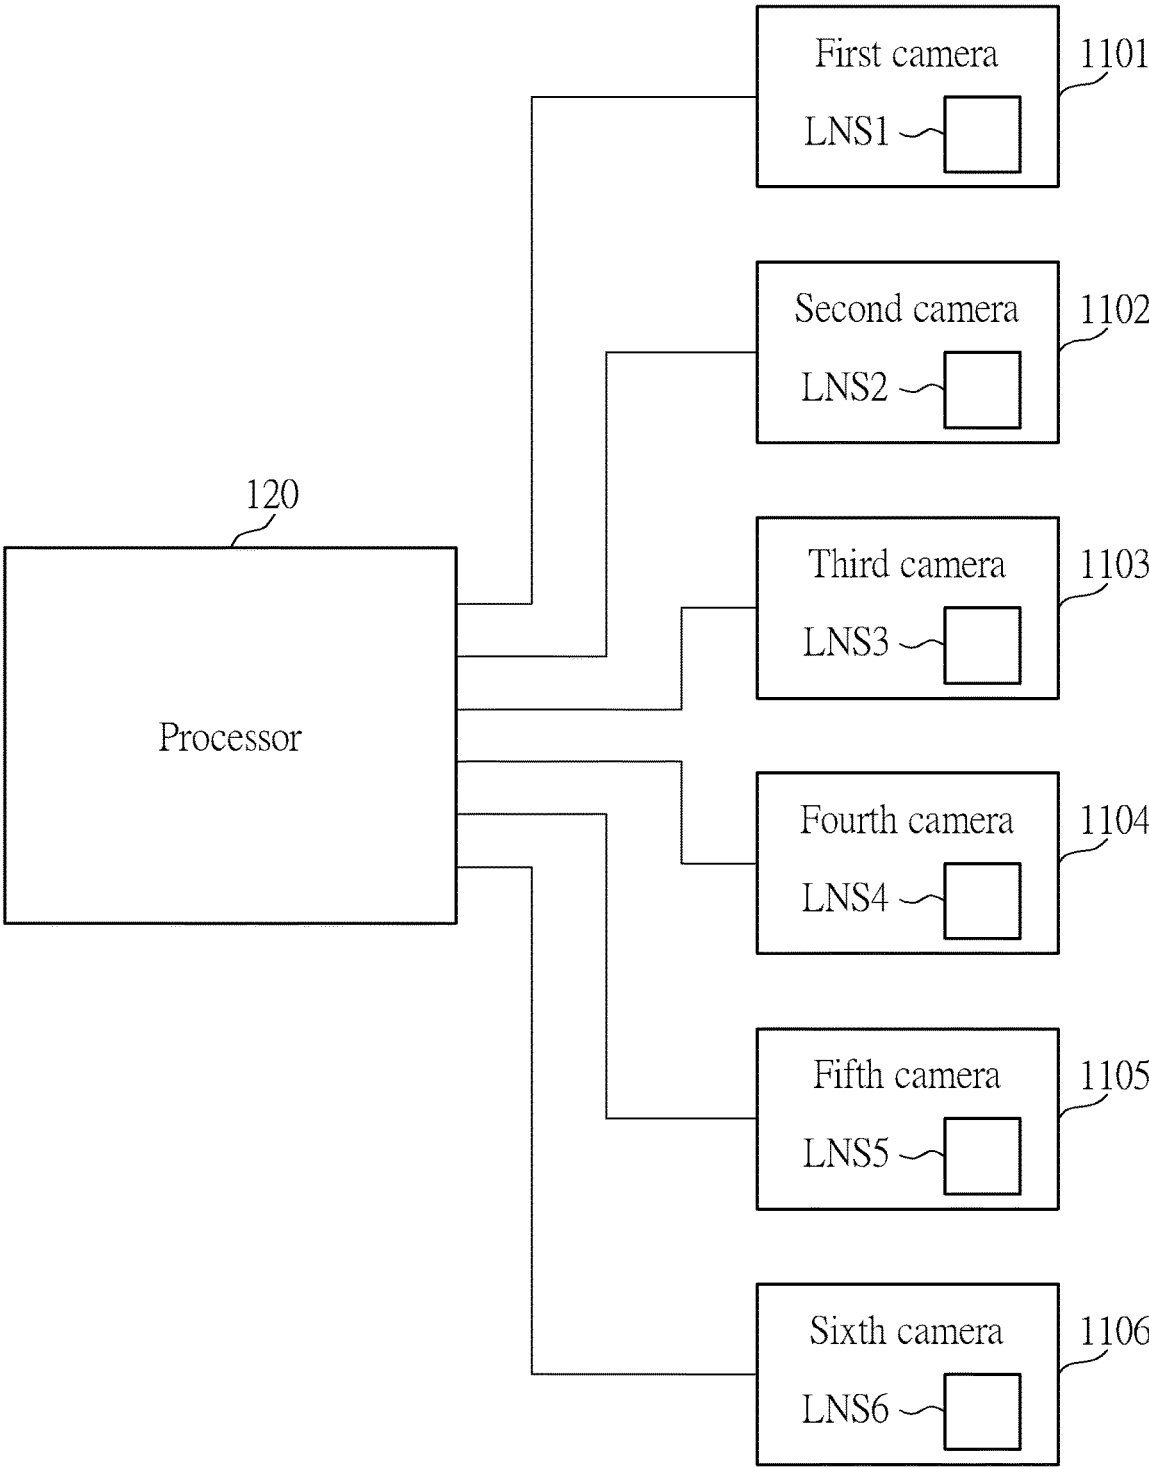 First camera
1101
LNS1
Second camera
1102
LNS2
120
Third camera
1103
LNS3
Processor
Fourth camera
1104
LNS4
Fifth camera
1105
LNS5
Sixth camera
1106
LNS6